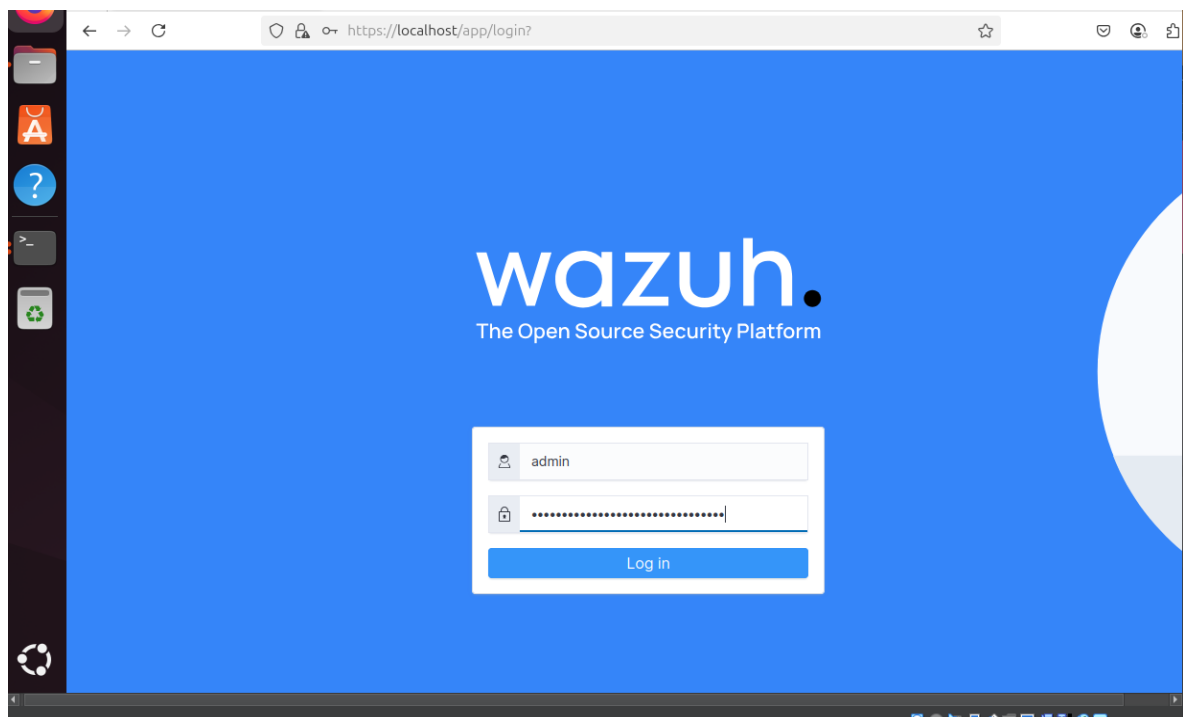 https://localhost/app/login?
wazuh.
The Open Source Security Platform
admin
••••••••••••••••••••••••••••••••
Log in